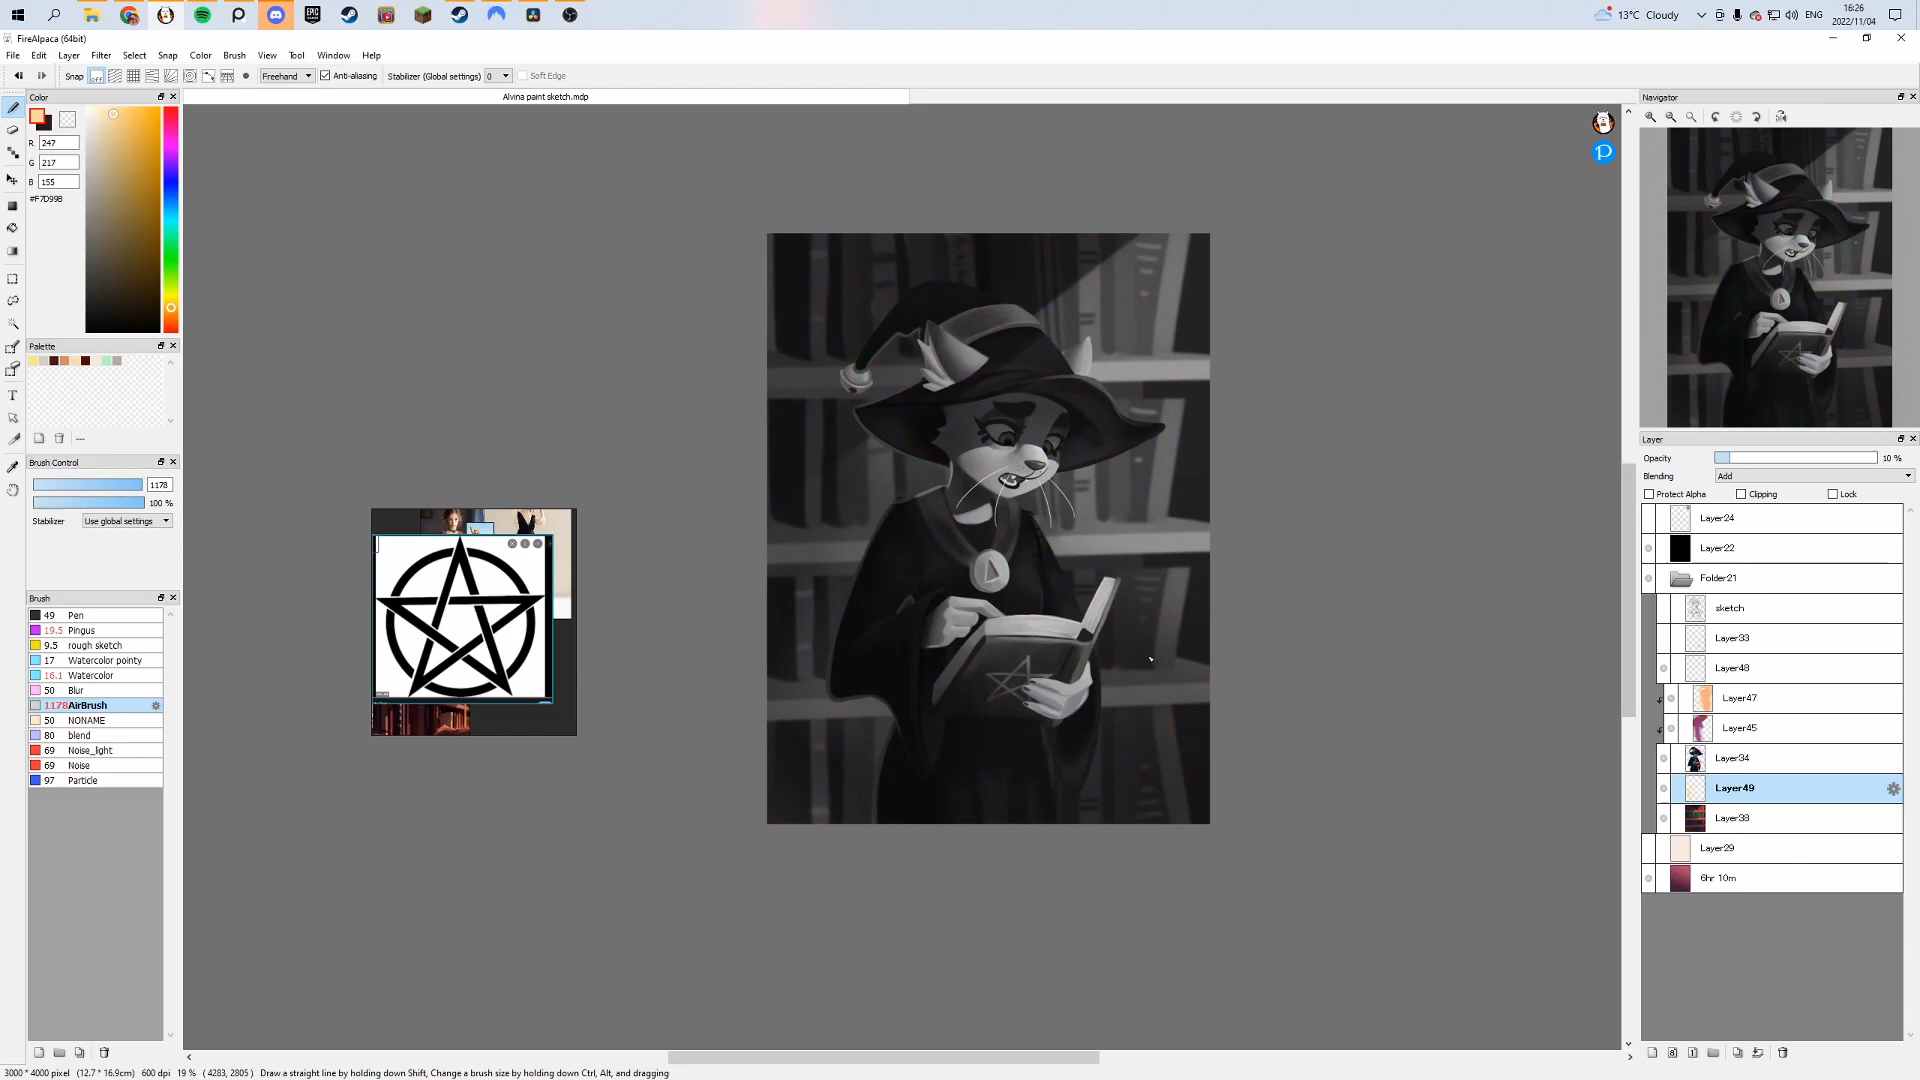 13°C Cloudy
ENG
16:26
2022/11/04
FireAlpaca (64bit)
File Edit Layer Filter Select Snap Color Brush View Tool Window Help
Snap off Freehand Anti-aliasing Stabilizer (Global settings) 0 Soft Edge
Color
Alvina paint sketch.mdp
Navigator
R 247
G 217
B 155
#F7D99B
Palette
---
Brush Control
1178
100 %
Stabilizer Use global settings
Brush
49 Pen
19.5 Pingus
9.5 rough sketch
17 Watercolor pointy
16.1 Watercolor
50 Blur
1178 AirBrush
50 NONAME
80 blend
69 Noise_light
69 Noise
97 Particle
Layer
Opacity 10 %
Blending Add
Protect Alpha Clipping Lock
Layer24
Layer22
Folder21
sketch
Layer33
Layer48
Layer47
Layer45
Layer34
Layer49
Layer38
Layer29
6hr 10m
3000 * 4000 pixel (12.7 * 16.9cm) 600 dpi 19 % ( 4283, 2805 ) Draw a straight line by holding down Shift, Change a brush size by holding down Ctrl, Alt, and dragging